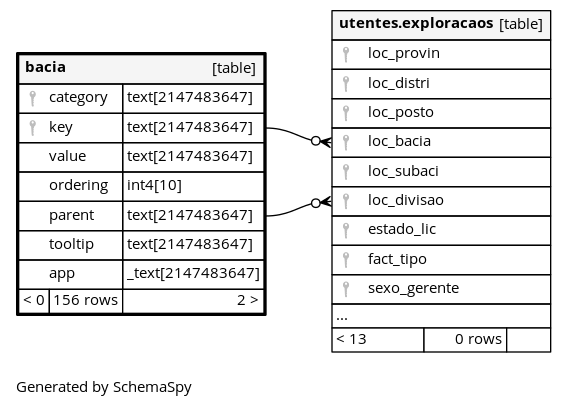 bacia [table]
category text[2147483647]
key text[2147483647]
value text[2147483647]
ordering int4[10]
parent text[2147483647]
tooltip text[2147483647]
app _text[2147483647]
< 0 156 rows 2 >
utentes.exploracaos [table]
loc_provin
loc_distri
loc_posto
loc_bacia
loc_subaci
loc_divisao
estado_lic
fact_tipo
sexo_gerente
...
< 13 0 rows
Generated by SchemaSpy